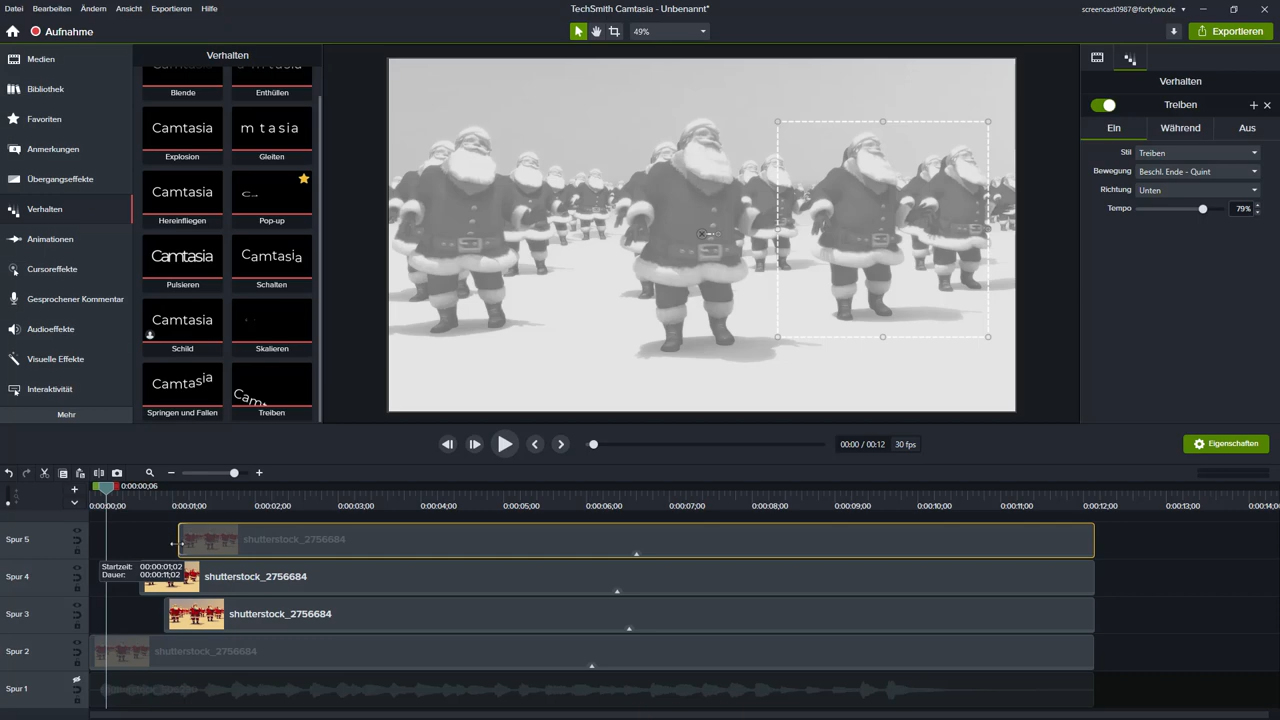 Datei Bearbeiten Ändern Ansicht Exportieren Hilfe
TechSmith Camtasia - Unbenannt*
screencast0987@fortytwo.de
Aufnahme
49%
Exportieren
Medien
Bibliothek
Favoriten
Anmerkungen
Übergangseffekte
Verhalten
Animationen
Cursoreffekte
Gesprochener Kommentar
Audioeffekte
Visuelle Effekte
Interaktivität
Mehr
Verhalten
Blende Enthüllen
Camtasia m t a s i a
Explosion Gleiten
Camtasia
Hereinfliegen Pop-up
Camtasia Camtasia
Pulsieren Schalten
Camtasia
Schild Skalieren
Camtasia Camt
Springen und Fallen Treiben
Verhalten
Treiben
Ein Während Aus
Stil Treiben
Bewegung Beschl. Ende - Quint
Richtung Unten
Tempo 79%
00:00 / 00:12 30 fps
Eigenschaften
0:00:00;06
0:00:00;00 0:00:01;00 0:00:02;00 0:00:03;00 0:00:04;00 0:00:05;00 0:00:06;00 0:00:07;00 0:00:08;00 0:00:09;00 0:00:10;00 0:00:11;00 0:00:12;00 0:00:13;00 0:00:14;0
Spur 5 shutterstock_2756684
Startzeit: 00:00:01;02
Dauer: 00:00:11;02
Spur 4 shutterstock_2756684
Spur 3 shutterstock_2756684
Spur 2 shutterstock_2756684
Spur 1